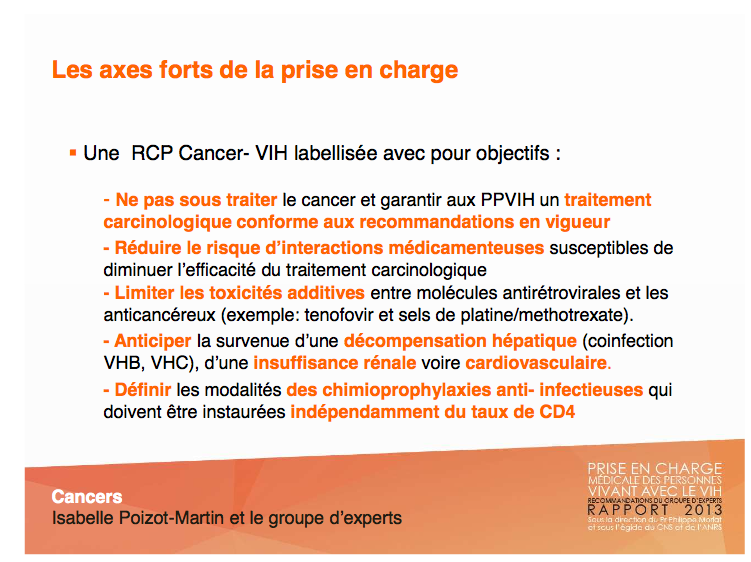 Les axes forts de la prise en charge
Une RCP Cancer- VIH labellisée avec pour objectifs :
- Ne pas sous traiter le cancer et garantir aux PPVIH un traitement
carcinologique conforme aux recommandations en vigueur
- Réduire le risque d’interactions médicamenteuses susceptibles de
diminuer l’efficacité du traitement carcinologique
- Limiter les toxicités additives entre molécules antirétrovirales et les
anticancéreux (exemple: tenofovir et sels de platine/methotrexate).
- Anticiper la survenue d’une décompensation hépatique (coinfection
VHB, VHC), d’une insuffisance rénale voire cardiovasculaire.
- Définir les modalités des chimioprophylaxies anti- infectieuses qui
doivent être instaurées indépendamment du taux de CD4
Cancers
Isabelle Poizot-Martin et le groupe d’experts
PRISE EN CHARGE
MÉDICALE DES PERSONNES
VIVANT AVEC LE VIH
RECOMMANDATIONS DU GROUPE D’EXPERTS
RAPPORT 2013
Sous la direction du Pr Philippe Morlat
et sous l’égide du CNS et de l’ANRS